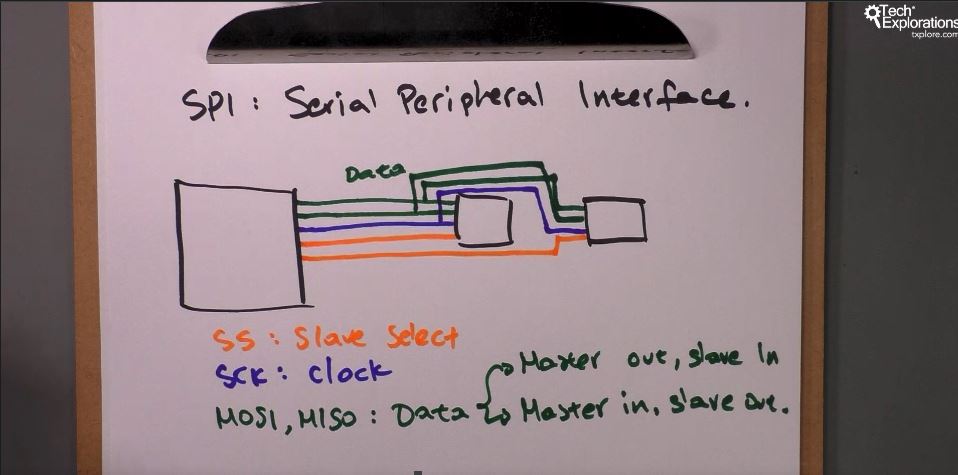 Tech
Explorations
txplore.com
SPI : Serial Peripheral Interface.
Data
SS : Slave Select
SCK : Clock
Master out, slave In
MOSI, MISO : Data
Master in, slave out.